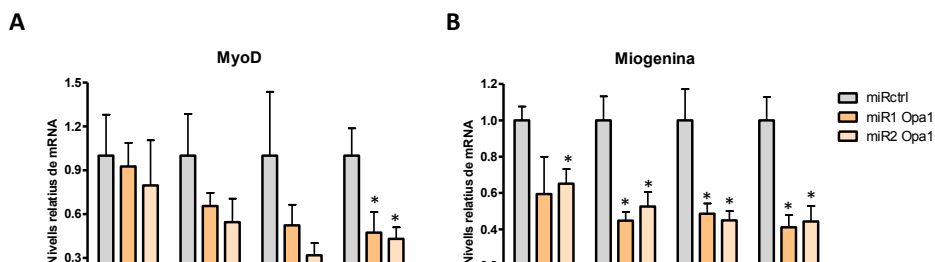 A
B
MyoD
Miogenina
1.5
1.2
0.9
0.6
0.3
Nivells relatius de mRNA
* *
1.2
1.0
0.8
0.6
0.4
Nivells relatius de mRNA
* * * * * * *
miRctrl
miR1 Opa1
miR2 Opa1